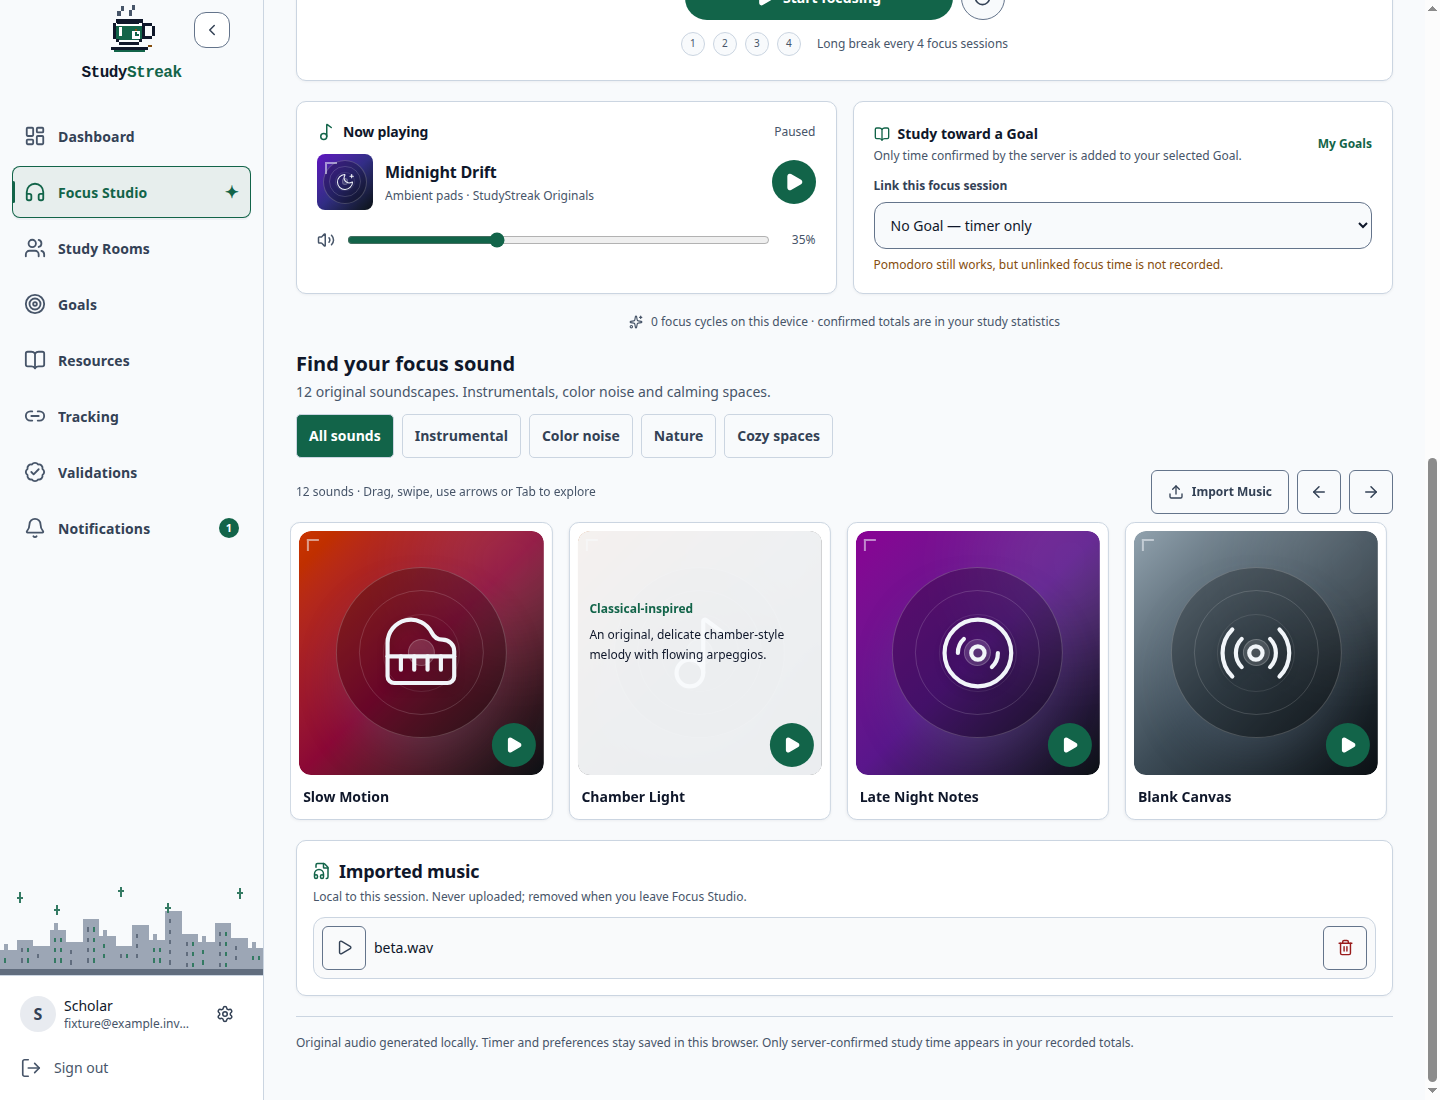 StudyStreak
Dashboard
Focus Studio
Study Rooms
Goals
Resources
Tracking
Validations
Notifications
1
S
Scholar
fixture@example.inv...
Sign out
Start focusing
1 2 3 4 Long break every 4 focus sessions
Now playing
Paused
Midnight Drift
Ambient pads · StudyStreak Originals
35%
Study toward a Goal
Only time confirmed by the server is added to your selected Goal.
My Goals
Link this focus session
No Goal — timer only
Pomodoro still works, but unlinked focus time is not recorded.
0 focus cycles on this device · confirmed totals are in your study statistics
Find your focus sound
12 original soundscapes. Instrumentals, color noise and calming spaces.
All sounds
Instrumental
Color noise
Nature
Cozy spaces
12 sounds · Drag, swipe, use arrows or Tab to explore
Import Music
Slow Motion
Classical-inspired
An original, delicate chamber-style
melody with flowing arpeggios.
Chamber Light
Late Night Notes
Blank Canvas
Imported music
Local to this session. Never uploaded; removed when you leave Focus Studio.
beta.wav
Original audio generated locally. Timer and preferences stay saved in this browser. Only server-confirmed study time appears in your recorded totals.